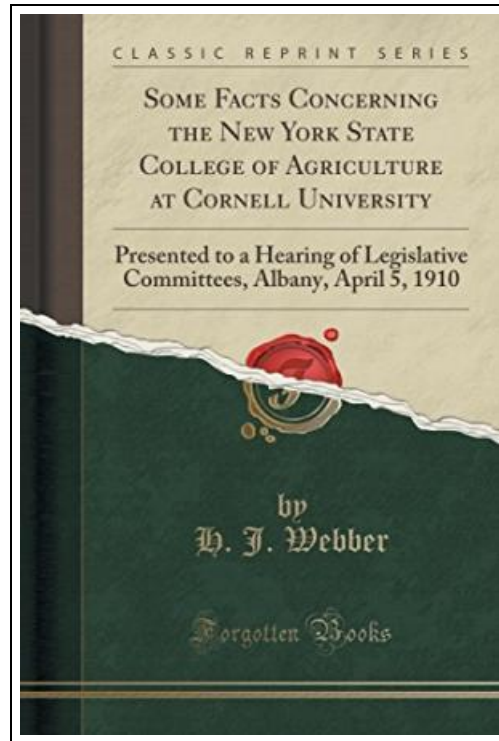 CLASSIC REPRINT SERIES
SOME FACTS CONCERNING
THE NEW YORK STATE
COLLEGE OF AGRICULTURE
AT CORNELL UNIVERSITY
Presented to a Hearing of Legislative
Committees, Albany, April 5, 1910
by
H. J. Webber
Forgotten Books